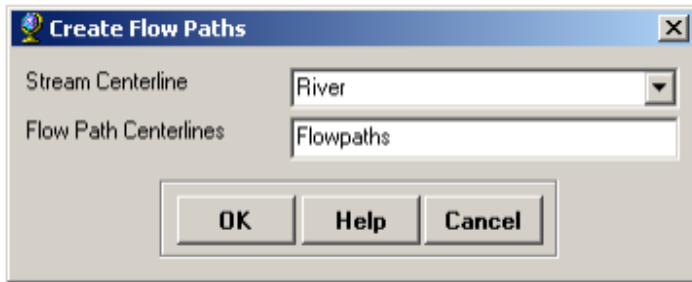 Create Flow Paths
Stream Centerline River
Flow Path Centerlines Flowpaths
OK Help Cancel